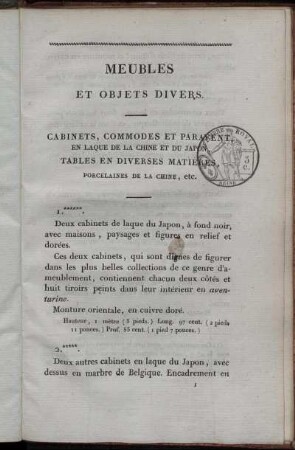 MEUBLES
ET OBJETS DIVERS.
CABINETS, COMMODES ET PARAVENT,
EN LAQUE DE LA CHINE ET DU JAPON
TABLES EN DIVERSES MATIÈRES,
PORCELAINES DE LA CHINE, etc.
1.******
Deux cabinets de laque du Japon, à fond noir,
avec maisons, paysages et figures en relief et
dorées.
Ces deux cabinets, qui sont dignes de figurer
dans les plus belles collections de ce genre d'a-
meublement, contiennent chacun deux côtés et
huit tiroirs peints dans leur intérieur en aven-
turine.
Monture orientale, en cuivre doré.
Hauteur, 1 mètre (3 pieds.) Long. 97 cent. (2 pieds
11 pouces.) Prof. 55 cent. (1 pied 7 pouces.)
2.*****
Deux autres cabinets en laque du Japon, avec
dessus en marbre de Belgique. Encadrement en
1